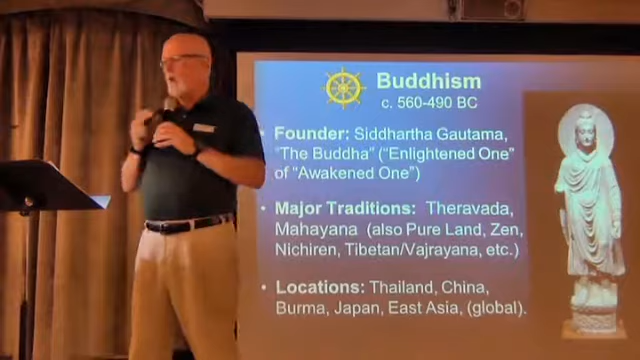 Buddhism
c. 560-490 BC
• Founder: Siddhartha Gautama,
"The Buddha" ("Enlightened One"
of "Awakened One")
• Major Traditions: Theravada,
Mahayana (also Pure Land, Zen,
Nichiren, Tibetan/Vajrayana, etc.)
• Locations: Thailand, China,
Burma, Japan, East Asia, (global).